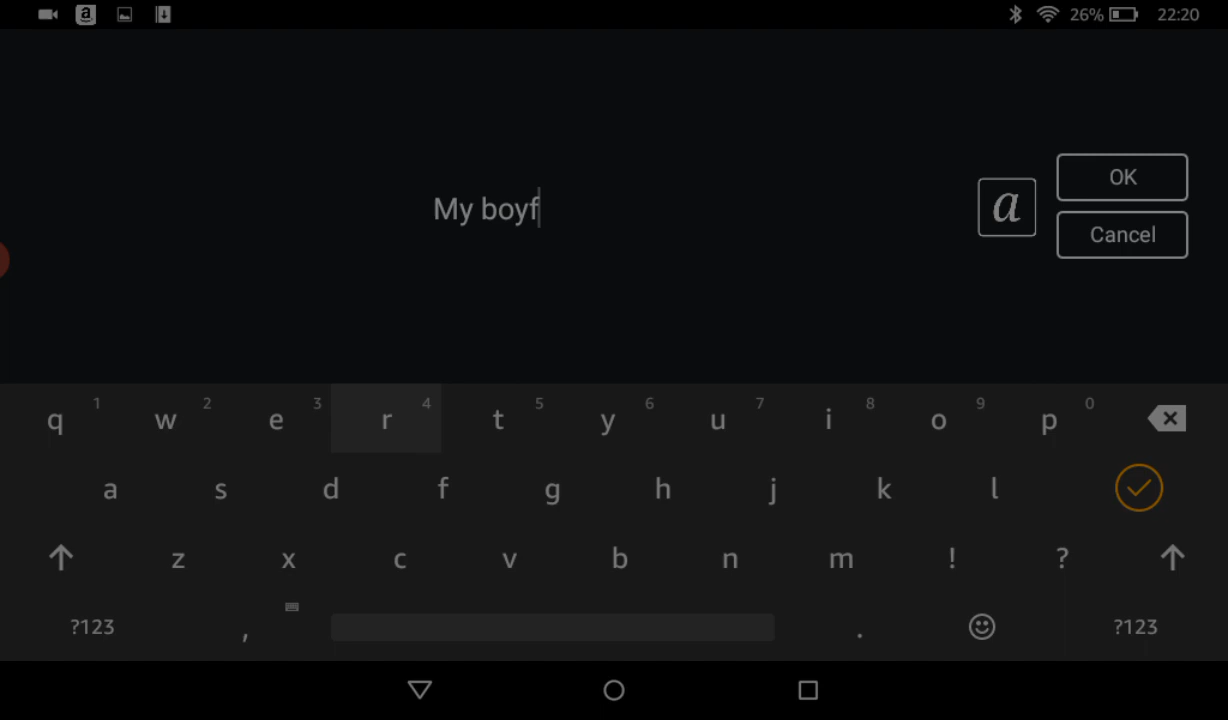 26% 22:20
My boyf
a
OK
Cancel
q 1 w 2 e 3 r 4 t 5 y 6 u 7 i 8 o 9 p 0
a s d f g h j k l
z x c v b n m ! ?
?123 , . ?123